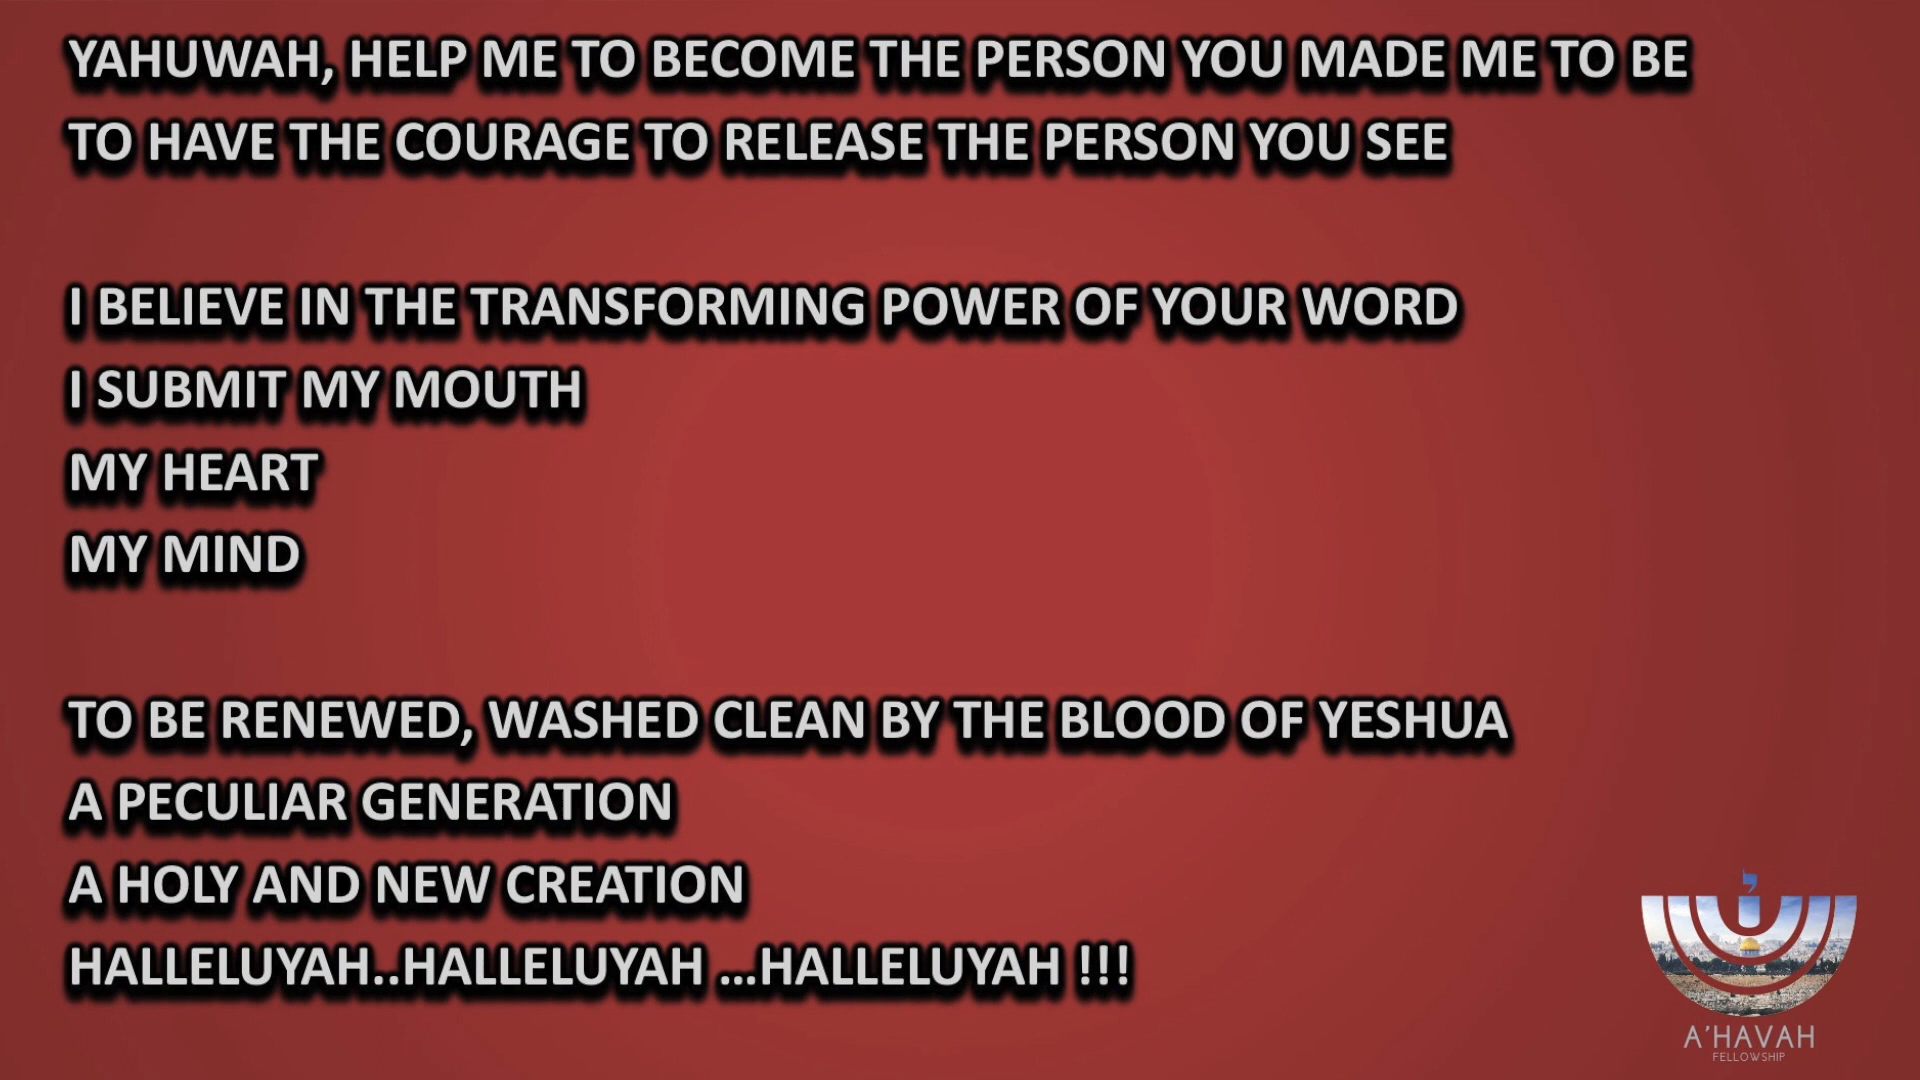 YAHUWAH, HELP ME TO BECOME THE PERSON YOU MADE ME TO BE
TO HAVE THE COURAGE TO RELEASE THE PERSON YOU SEE
I BELIEVE IN THE TRANSFORMING POWER OF YOUR WORD
I SUBMIT MY MOUTH
MY HEART
MY MIND
TO BE RENEWED, WASHED CLEAN BY THE BLOOD OF YESHUA
A PECULIAR GENERATION
A HOLY AND NEW CREATION
HALLELUYAH..HALLELUYAH ...HALLELUYAH !!!
A'HAVAH
FELLOWSHIP